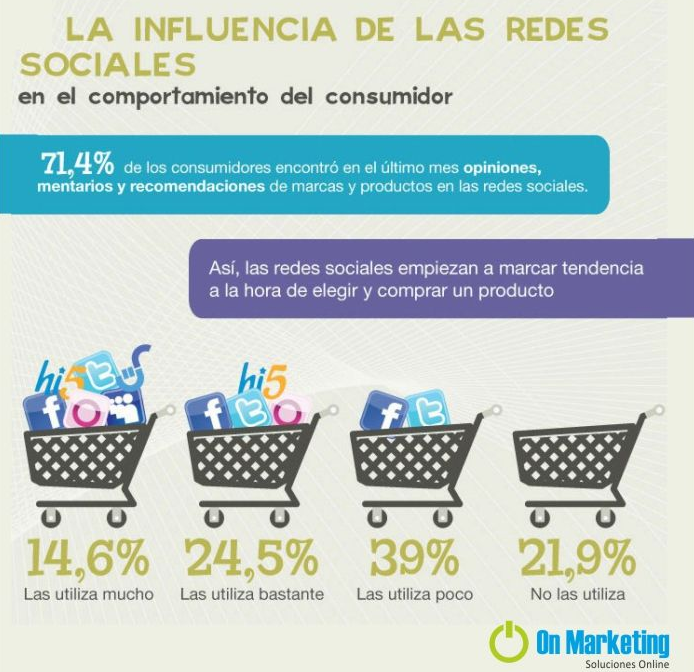 LA INFLUENCIA DE LAS REDES
SOCIALES
en el comportamiento del consumidor
71,4% de los consumidores encontró en el último mes opiniones,
mentarios y recomendaciones de marcas y productos en las redes sociales.
Así, las redes sociales empiezan a marcar tendencia
a la hora de elegir y comprar un producto
hi5
hi5
14,6% 24,5% 39% 21,9%
Las utiliza mucho Las utiliza bastante Las utiliza poco No las utiliza
On Marketing
Soluciones Online